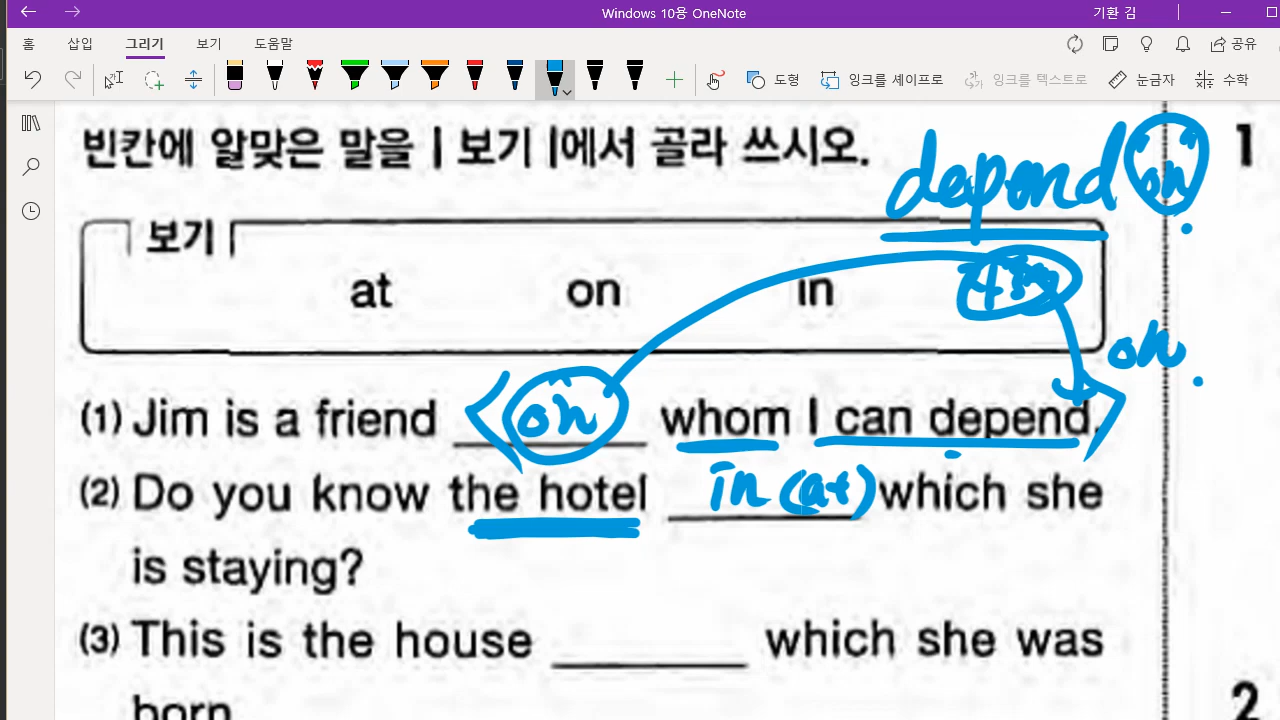 Windows 10용 OneNote
기환 김
홈 삽입 그리기 보기 도움말
공유
도형 잉크를 셰이프로 잉크를 텍스트로 눈금자 수학
빈칸에 알맞은 말을 | 보기 |에서 골라 쓰시오.
depend on
1
보기
at on in
on
(1) Jim is a friend on whom I can depend.
(2) Do you know the hotel in (at) which she
is staying?
(3) This is the house which she was
born
2